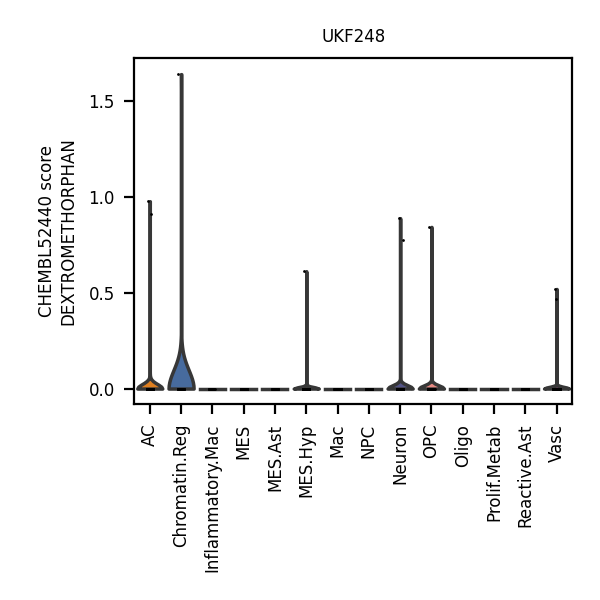 UKF248
CHEMBL52440 score
DEXTROMETHORPHAN
1.5
1.0
0.5
0.0
AC
Chromatin.Reg
Inflammatory.Mac
MES
MES.Ast
MES.Hyp
Mac
NPC
Neuron
OPC
Oligo
Prolif.Metab
Reactive.Ast
Vasc